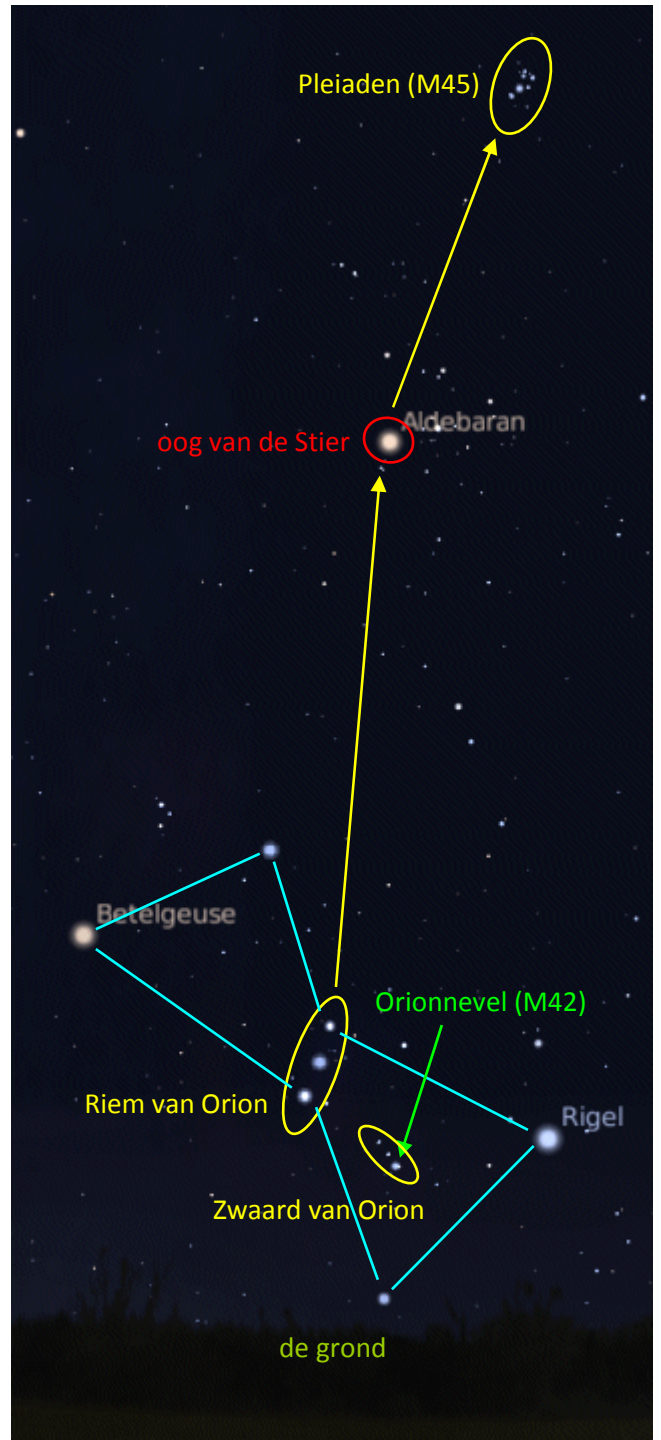 Pleiaden (M45)
Aldebaran
oog van de Stier
Betelgeuse
Orionnevel (M42)
Riem van Orion
Rigel
Zwaard van Orion
de grond